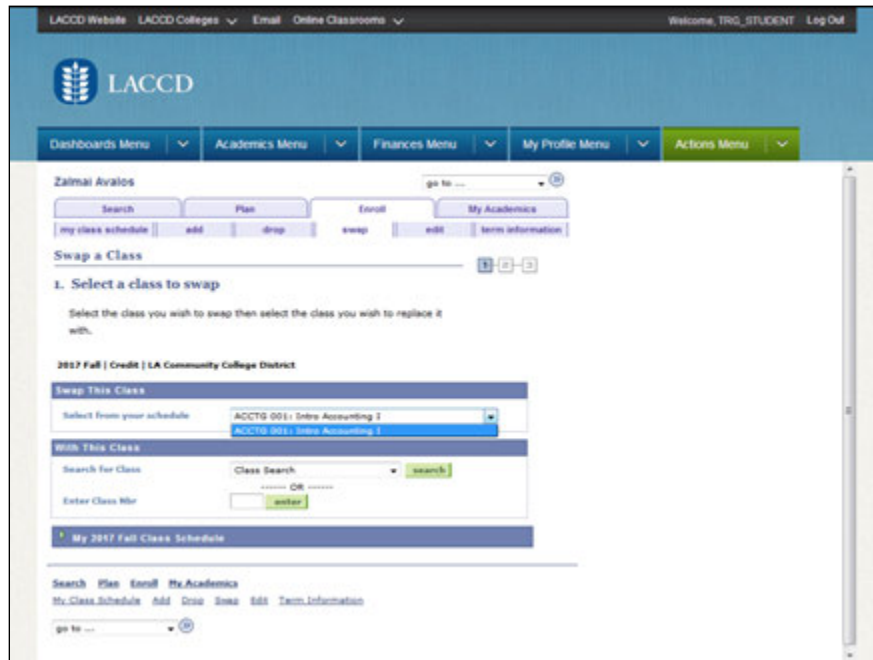 LACCD Website LACCD Colleges Email Online Classrooms Welcome, TRG_STUDENT Log Out
LACCD
Dashboards Menu Academics Menu Finances Menu My Profile Menu Actions Menu
Zalmai Avalos go to ...
Search Plan Enroll My Academics
my class schedule add drop swap edit term information
Swap a Class 1 2 3
1. Select a class to swap
Select the class you wish to swap then select the class you wish to replace it
with.
2017 Fall | Credit | LA Community College District
Swap This Class
Select from your schedule ACCTG 001: Intro Accounting I
ACCTG 001: Intro Accounting I
With This Class
Search for Class Class Search search
------ OR ------
Enter Class Nbr enter
My 2017 Fall Class Schedule
Search Plan Enroll My Academics
My Class Schedule Add Drop Swap Edit Term Information
go to ...